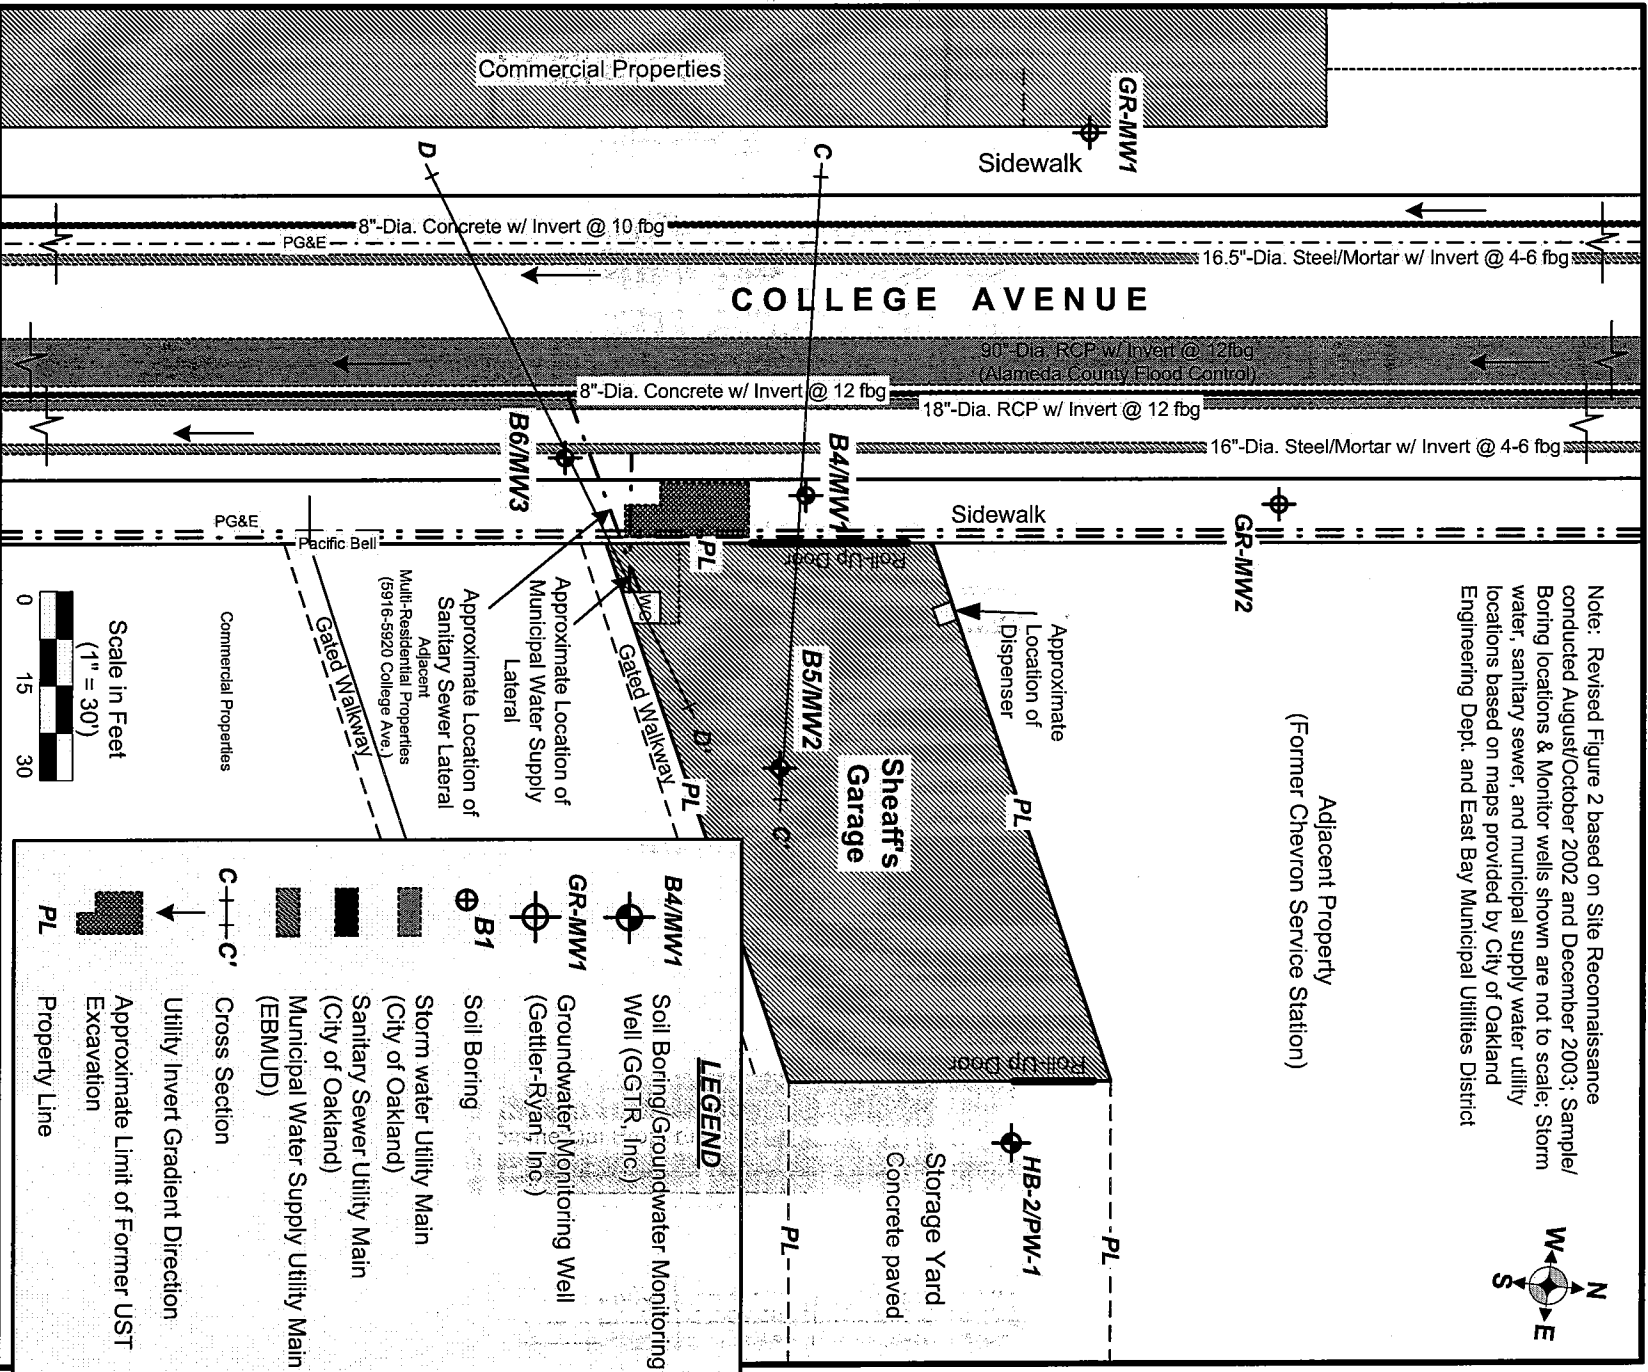 Note: Revised Figure 2 based on Site Reconnaissance
conducted August/October 2002 and December 2003; Sample/
Boring locations & Monitor wells shown are not to scale; Storm
water, sanitary sewer, and municipal supply water utility
locations based on maps provided by City of Oakland
Engineering Dept. and East Bay Municipal Utilities District
N
W
E
S
Commercial Properties
GR-MW1
Sidewalk
D
C
8"-Dia. Concrete w/ Invert @ 10 fbg
PG&E
16.5"-Dia. Steel/Mortar w/ Invert @ 4-6 fbg
COLLEGE AVENUE
90"-Dia. RCP w/ Invert @ 12fbg
(Alameda County Flood Control)
8"-Dia. Concrete w/ Invert @ 12 fbg
18"-Dia. RCP w/ Invert @ 12 fbg
16"-Dia. Steel/Mortar w/ Invert @ 4-6 fbg
B6/MW3
B4/MW1
GR-MW2
Sidewalk
PG&E
Pacific Bell
PL
Roll-Up Door
Approximate
Location of
Dispenser
Adjacent Property
(Former Chevron Service Station)
B5/MW2
Sheaff's
Garage
PL
D'
C'
PL
Gated Walkway
Approximate Location of
Municipal Water Supply
Lateral
Approximate Location of
Sanitary Sewer Lateral
Adjacent
Multi-Residential Properties
(5916-5920 College Ave.)
Gated Walkway
Commercial Properties
Scale in Feet
(1" = 30')
0 15 30
Roll-Up Door
HB-2/PW-1
Storage Yard
Concrete paved
PL
PL
LEGEND
B4/MW1
Soil Boring/Groundwater Monitoring
Well (GGTR, Inc.)
GR-MW1
Groundwater Monitoring Well
(Gettler-Ryan Inc.)
B1
Soil Boring
Storm water Utility Main
(City of Oakland)
Sanitary Sewer Utility Main
(City of Oakland)
Municipal Water Supply Utility Main
(EBMUD)
C C'
Cross Section
Utility Invert Gradient Direction
Approximate Limit of Former UST
Excavation
PL
Property Line